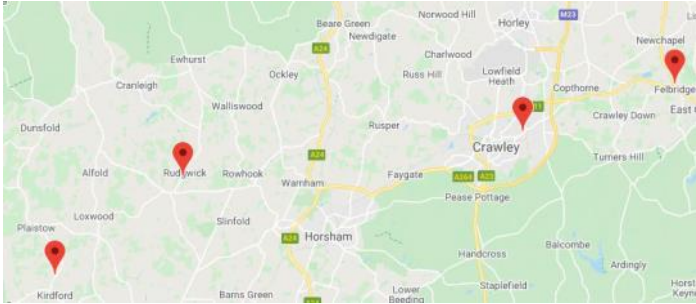 Norwood Hill
Horley
M23
Beare Green
Newdigate
A24
Newchapel
Charlwood
Ewhurst
Ockley
Russ Hill
Lowfield
Heath
Cranleigh
Copthorne
Felbridge
Walliswood
Crawley Down
East
Dunsfold
Rusper
Crawley
A24
Turners Hill
Alfold
Rudgwick
Rowhook
Warnham
Faygate
A264
A23
Pease Pottage
Loxwood
Slinfold
Plaistow
A24
Horsham
Balcombe
Handcross
Ardingly
Kirdford
Barns Green
Lower
Beeding
Staplefield
Horst
Keyn